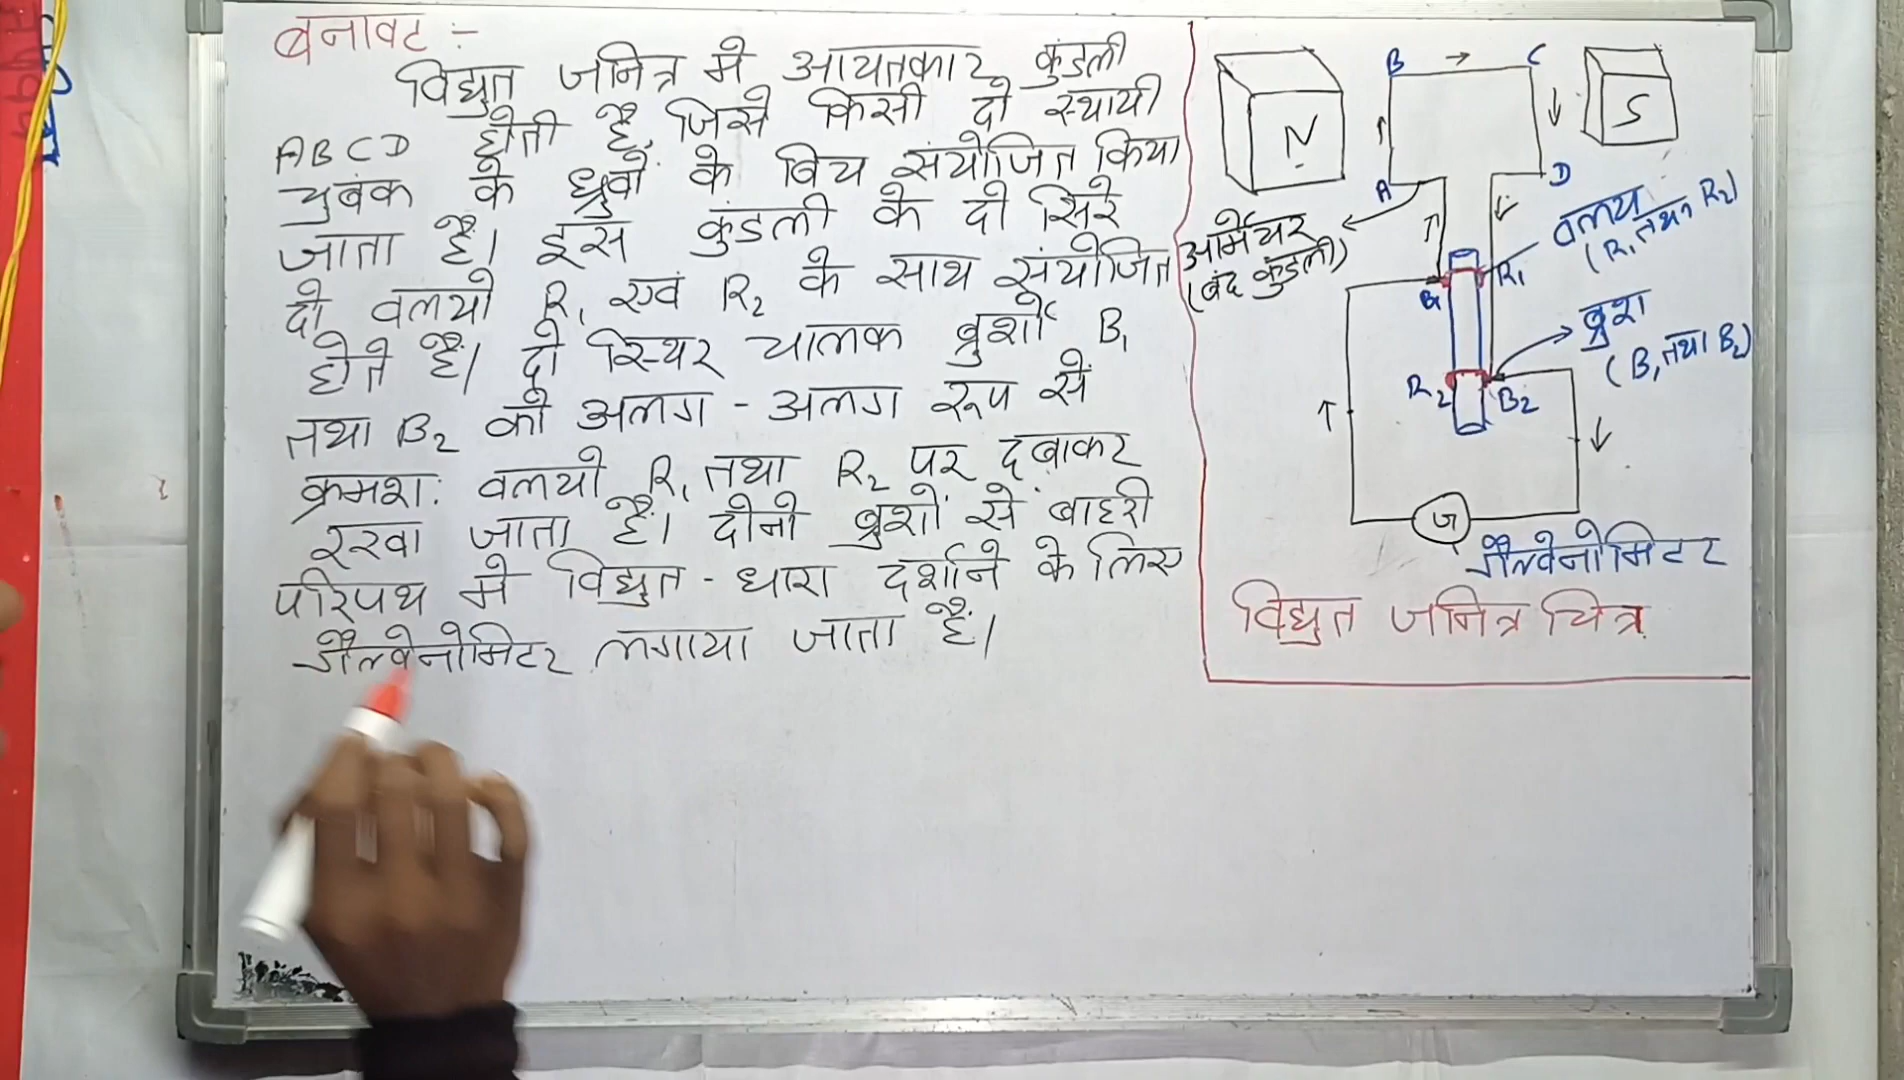 बनावट :-
विद्युत जनित्र मे आयतकार कुंडली
ABCD होती है, जिसे किसी दो स्थायी
चुबंक के ध्रुवों के बिच संयोजित किया
जाता हैं। इस कुंडली के दो सिरे
दो वलयो R1 एवं R2 के साथ संयोजित
होते हैं। दो स्थिर चालक ब्रुशों B1
तथा B2 को अलग - अलग रूप से
क्रमश: वलयो R1 तथा R2 पर दबाकर
रखा जाता हैं। दोनो ब्रुशों से बाहरी
परिपथ मे विद्युत - धारा दर्शाने के लिए
गैल्वेनोमिटर लगाया जाता हैं।
N
B
C
S
A
D
आर्मेचर
(बंद कुंडली)
वलय
(R1 तथा R2)
B1
R1
ब्रुश
(B1 तथा B2)
R2
B2
G
गैल्वेनोमिटर
विद्युत जनित्र चित्र